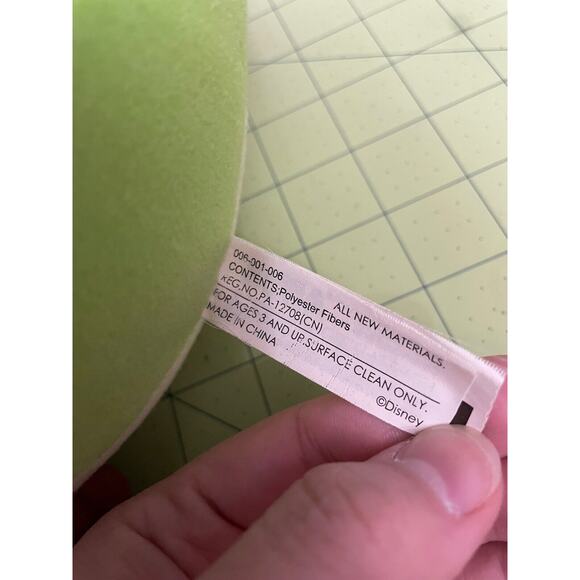 006-001-006
ALL NEW MATERIALS.
CONTENTS;Polyester Fibers
REG,NO,PA-12708(CN)
FOR AGES 3 AND UP.SURFACE CLEAN ONLY.
MADE IN CHINA
©Disney